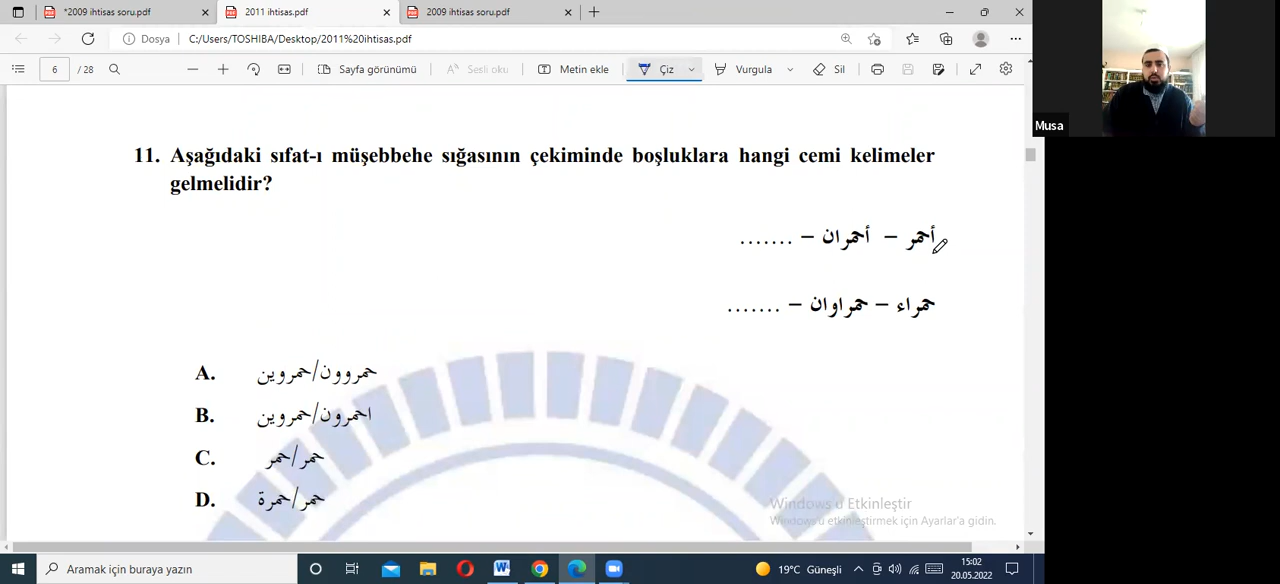 *2009 ihtisas soru.pdf
2011 ihtisas.pdf
2009 ihtisas soru.pdf
Dosya
C:/Users/TOSHIBA/Desktop/2011%20ihtisas.pdf
6 / 28
Sayfa görünümü
Sesli oku
Metin ekle
Çiz
Vurgula
Sil
Musa
11. Aşağıdaki sıfat-ı müşebbehe sığasının çekiminde boşluklara hangi cemi kelimeler
gelmelidir?
أحمر – أحمران – .......
حمراء – حمراوان – .......
A. حمروون/حمروين
B. احمرون/حمروين
C. حمر/حمر
D. حمر/حمرة
Windows'u Etkinleştir
Windows'u etkinleştirmek için Ayarlar'a gidin.
Aramak için buraya yazın
19°C Güneşli
15:02
20.05.2022